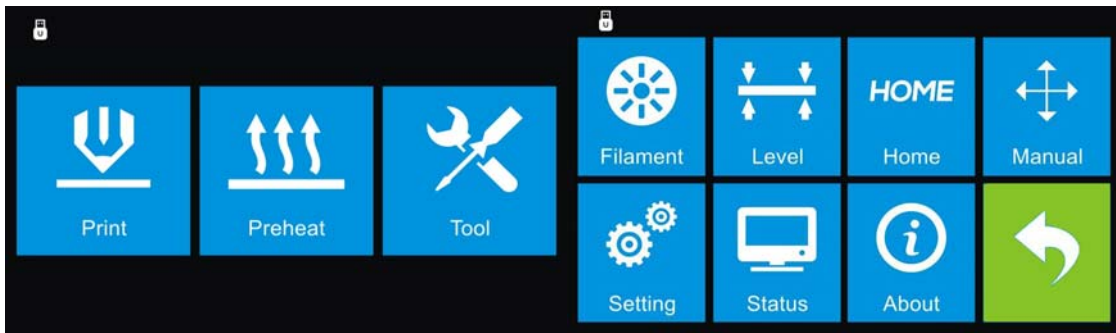 Print
Preheat
Tool
U
HOME
Filament
Level
Home
Manual
Setting
Status
About